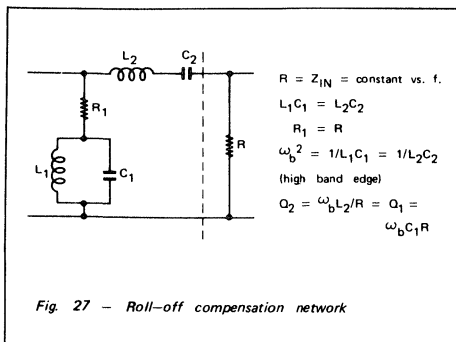 L2
C2
R1
L1
C1
R
R = ZIN = constant vs. f.
L1C1 = L2C2
R1 = R
ωb² = 1/L1C1 = 1/L2C2
(high band edge)
Q2 = ωbL2/R = Q1 =
ωbC1R
Fig. 27 – Roll-off compensation network